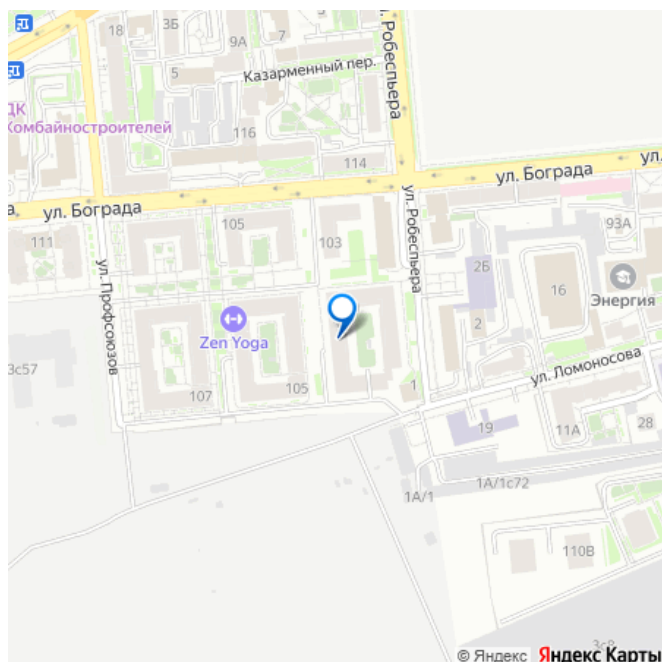 18
3Б
9А
7
5
Казарменный пер.
ул. Робеспьера
ДК
Комбайностроителей
116
114
ул. Бограда
ул. Бограда
ул.
111
105
103
ул. Робеспьера
93А
2Б
16
Энергия
ул. Профсоюзов
Zen Yoga
2
3с57
107
105
1
ул. Ломоносова
19
11А
28
1А/1
1А/1с72
110В
3с8
© Яндекс
Яндекс Карты